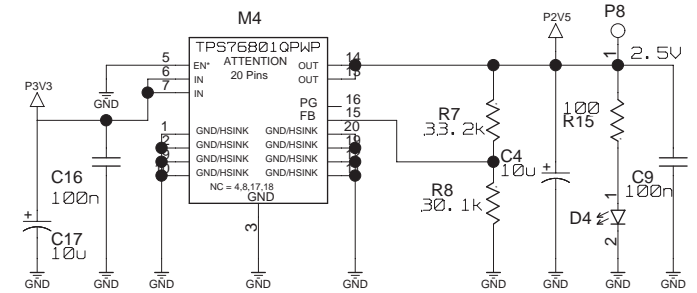 M4
P2V5
P8
TPS76801QPWP
ATTENTION
20 Pins
5
EN*
OUT
14
1
2.5V
6
IN
OUT
13
7
IN
P3V3
GND
PG
16
FB
15
R7
33.2k
100
R15
1
GND/HSINK
GND/HSINK
20
2
GND/HSINK
GND/HSINK
19
GND/HSINK
GND/HSINK
GND/HSINK
GND/HSINK
NC = 4,8,17,18
GND
3
C16
100n
C17
10u
R8
30.1k
C4
10u
C9
100n
1
D4
2
GND
GND
GND
GND
GND
GND
GND
GND
GND